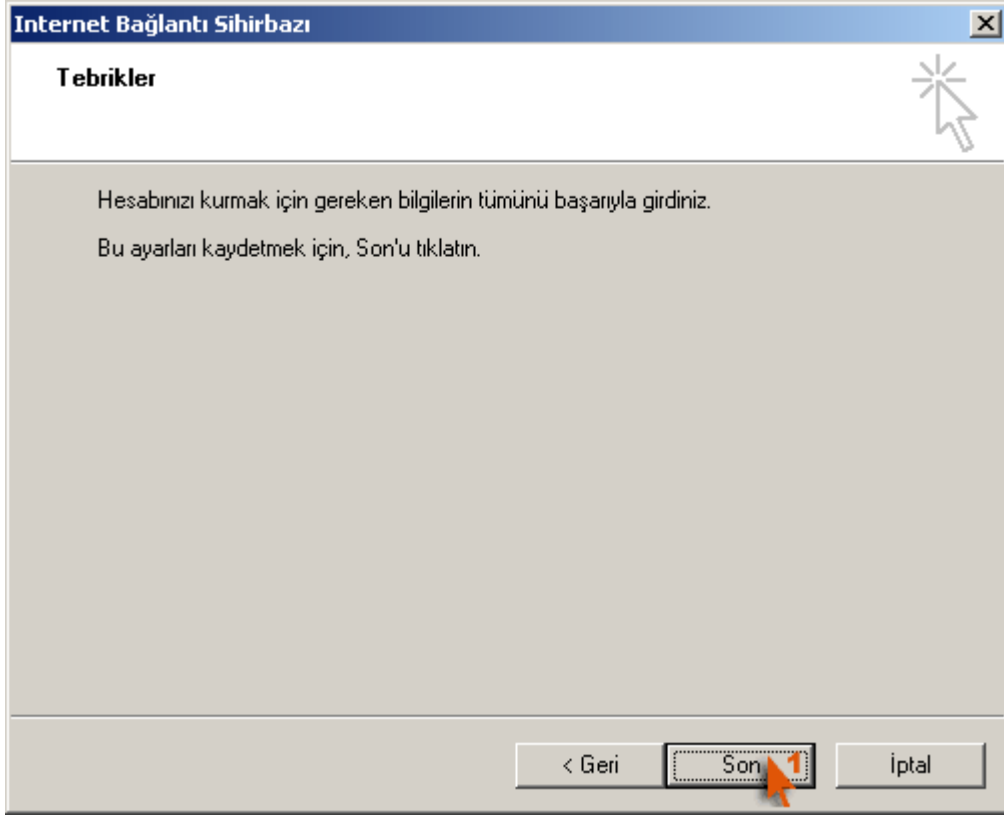 Internet Bağlantı Sihirbazı
Tebrikler
Hesabınızı kurmak için gereken bilgilerin tümünü başarıyla girdiniz.
Bu ayarları kaydetmek için, Son'u tıklatın.
< Geri Son 1 İptal